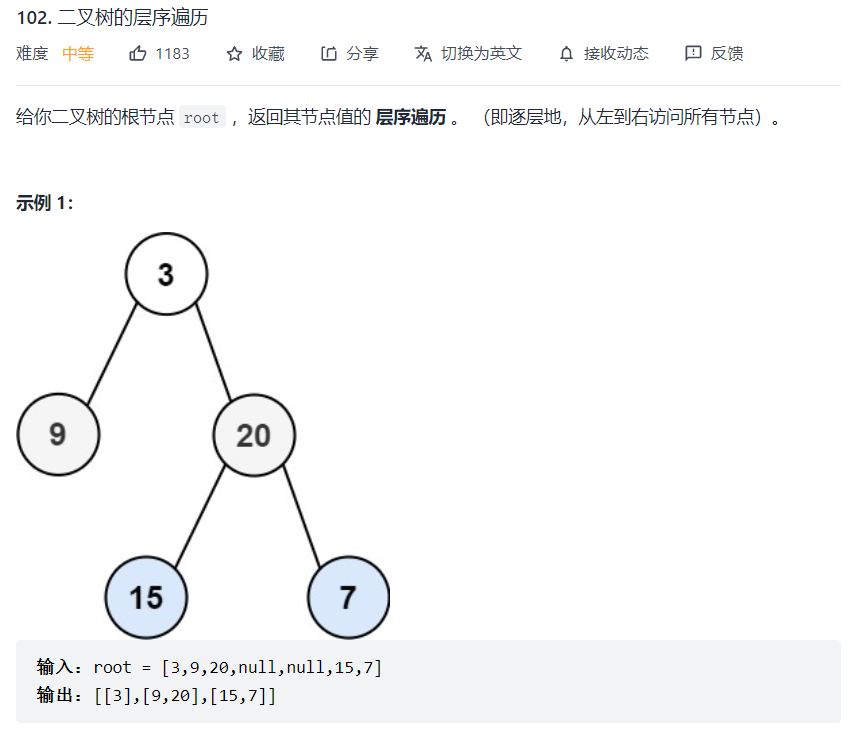 102. 二叉树的层序遍历
难度 中等 1183 收藏 分享 切换为英文 接收动态 反馈
给你二叉树的根节点 root ，返回其节点值的 层序遍历 。 （即逐层地，从左到右访问所有节点）。
示例 1：
3
9 20
15 7
输入：root = [3,9,20,null,null,15,7]
输出：[[3],[9,20],[15,7]]